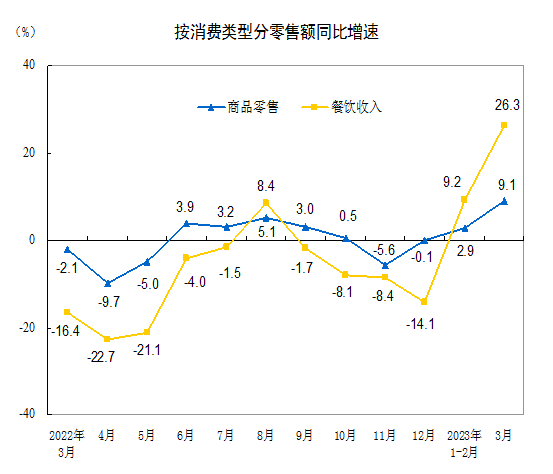 按消费类型分零售额同比增速
(%)
商品零售 餐饮收入
40
20
0
-20
-40
-2.1 -9.7 -5.0 3.9 3.2 5.1 3.0 0.5 -5.6 -0.1 2.9 9.1
-16.4 -22.7 -21.1 -4.0 -1.5 8.4 -1.7 -8.1 -8.4 -14.1 9.2 26.3
2022年 4月 5月 6月 7月 8月 9月 10月 11月 12月 2023年 3月
3月 1-2月